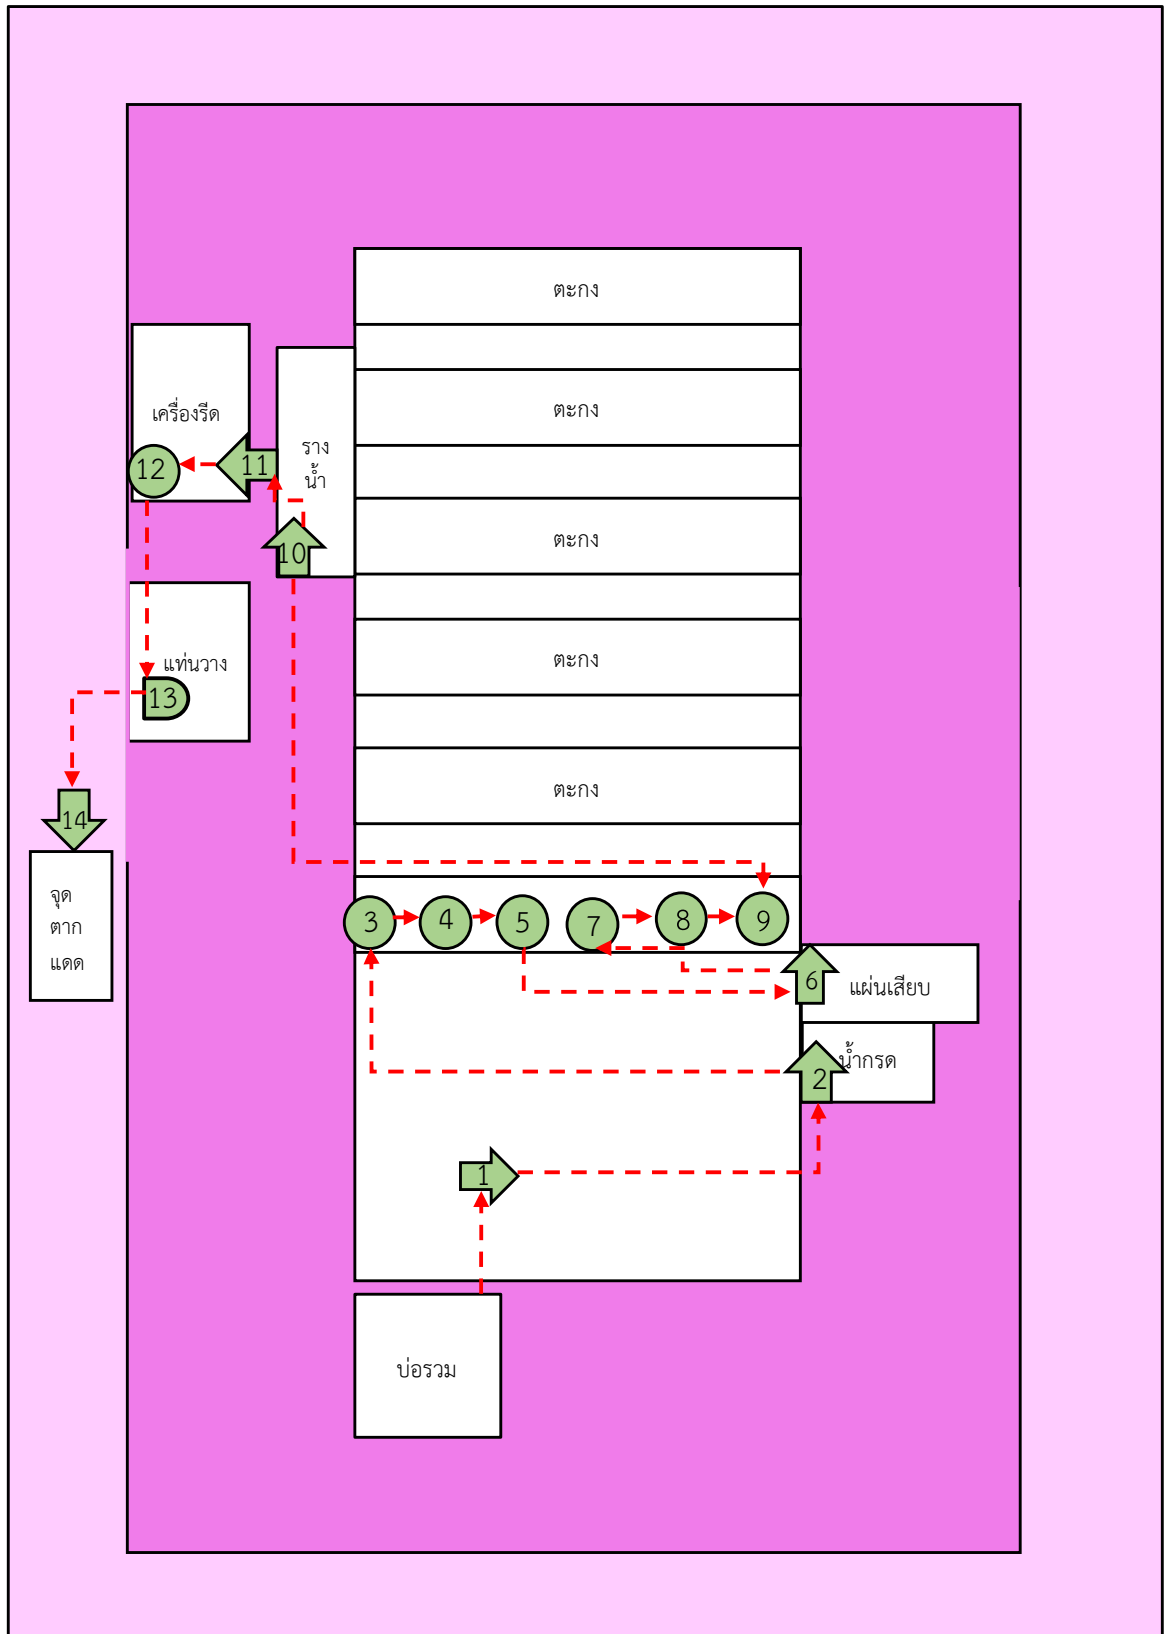 ตะกง
เครื่องรีด
ตะกง
ราง
น้ำ
12
11
10
ตะกง
แท่นวาง
ตะกง
13
14
ตะกง
จุด
ตาก
แดด
3
4
5
7
8
9
6
แผ่นเสียบ
2
น้ำกรด
1
บ่อรวม